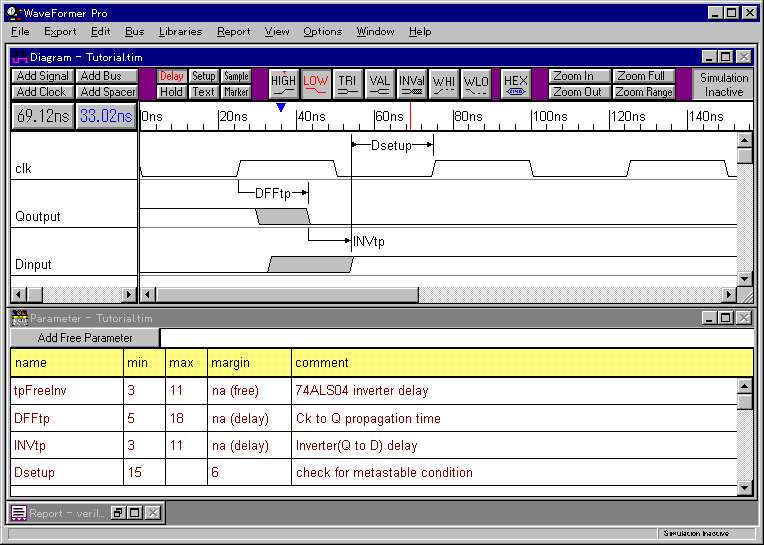 WaveFormer Pro
File Export Edit Bus Libraries Report View Options Window Help
Diagram - Tutorial.tim
Add Signal Add Bus Delay Setup Sample HIGH LOW TRI VAL INVal WHI WLO HEX Zoom In Zoom Full Simulation
Add Clock Add Spacer Hold Text Marker Zoom Out Zoom Range Inactive
69.12ns 33.02ns 0ns 20ns 40ns 60ns 80ns 100ns 120ns 140ns
Dsetup
clk
DFFtp
Qoutput
INVtp
Dinput
Parameter - Tutorial.tim
Add Free Parameter
name min max margin comment
tpFreeInv 3 11 na (free) 74ALS04 inverter delay
DFFtp 5 18 na (delay) Ck to Q propagation time
INVtp 3 11 na (delay) Inverter(Q to D) delay
Dsetup 15 6 check for metastable condition
Report - veril...
Simulation Inactive